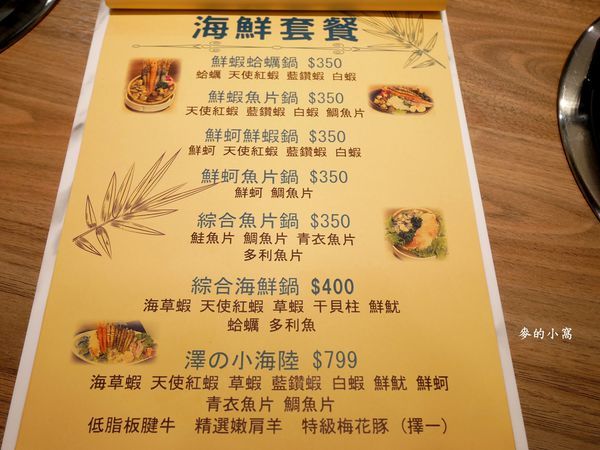 海鮮套餐
鮮蝦蛤蠣鍋 $350
蛤蠣 天使紅蝦 藍鑽蝦 白蝦
鮮蝦魚片鍋 $350
天使紅蝦 藍鑽蝦 白蝦 鯛魚片
鮮蚵鮮蝦鍋 $350
鮮蚵 天使紅蝦 藍鑽蝦 白蝦
鮮蚵魚片鍋 $350
鮮蚵 鯛魚片
綜合魚片鍋 $350
鮭魚片 鯛魚片 青衣魚片
多利魚片
綜合海鮮鍋 $400
海草蝦 天使紅蝦 草蝦 干貝柱 鮮魷
蛤蠣 多利魚
澤の小海陸 $799
海草蝦 天使紅蝦 草蝦 藍鑽蝦 白蝦 鮮魷 鮮蚵
青衣魚片 鯛魚片
低脂板腱牛 精選嫩肩羊 特級梅花豚（擇一）
麥的小窩